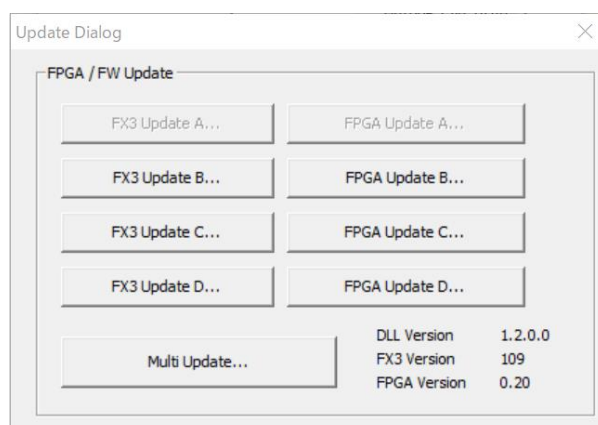 Update Dialog
FPGA / FW Update
FX3 Update A... FPGA Update A...
FX3 Update B... FPGA Update B...
FX3 Update C... FPGA Update C...
FX3 Update D... FPGA Update D...
Multi Update...
DLL Version 1.2.0.0
FX3 Version 109
FPGA Version 0.20